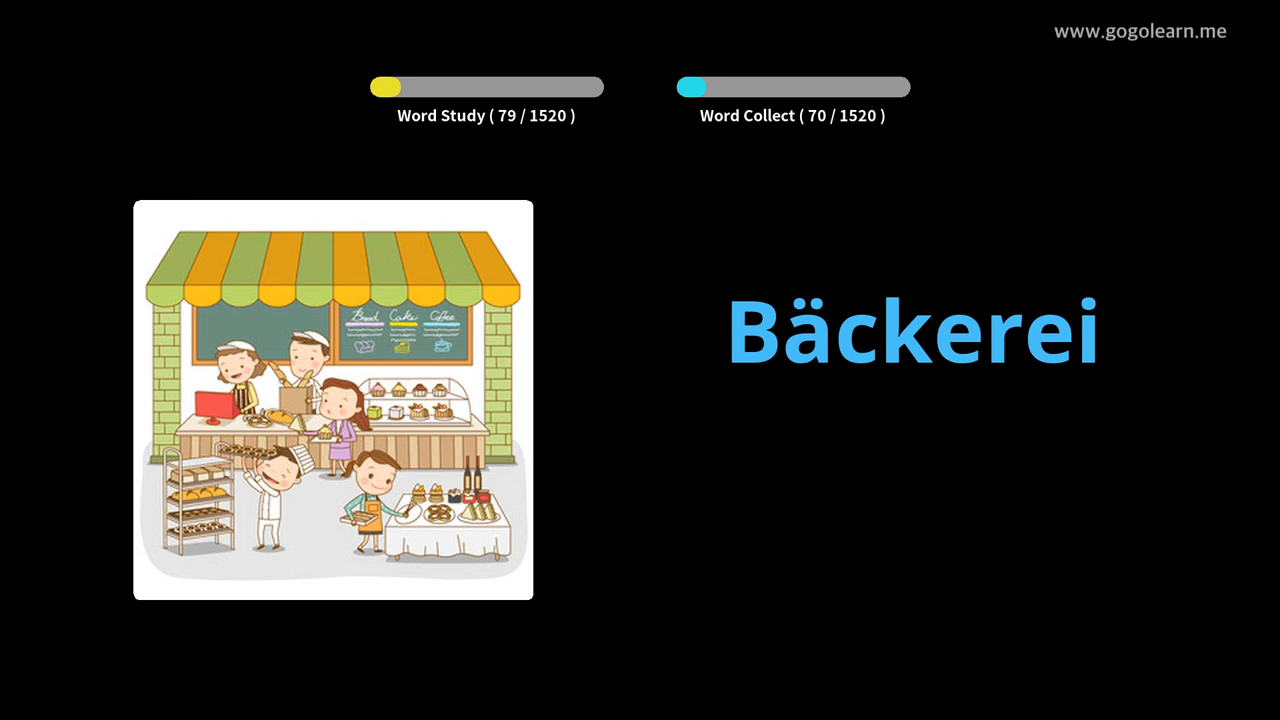 www.gogolearn.me
Word Study ( 79 / 1520 )
Word Collect ( 70 / 1520 )
Bread Cake Coffee
Bäckerei